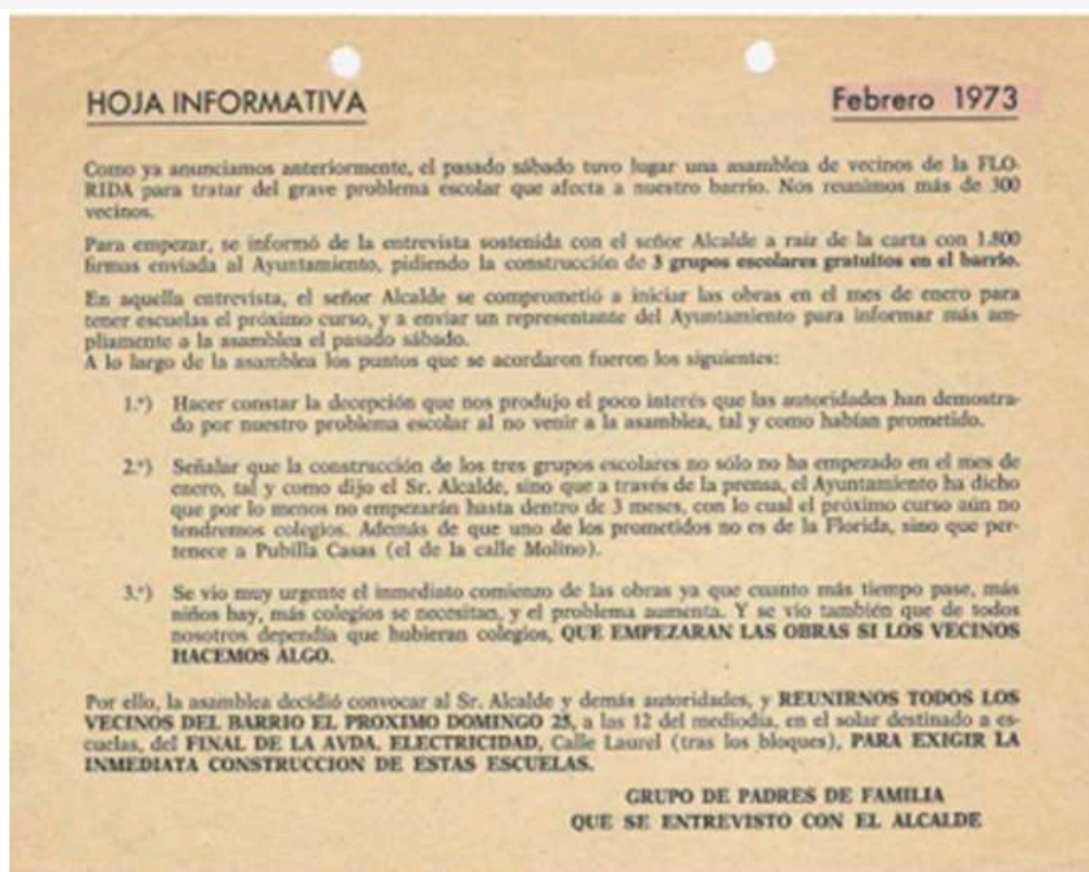 HOJA INFORMATIVA
Febrero 1973
Como ya anunciamos anteriormente, el pasado sábado tuvo lugar una asamblea de vecinos de la FLO-
RIDA para tratar del grave problema escolar que afecta a nuestro barrio. Nos reunimos más de 300
vecinos.
Para empezar, se informó de la entrevista sostenida con el señor Alcalde a raiz de la carta con 1.800
firmas enviada al Ayuntamiento, pidiendo la construcción de 3 grupos escolares gratuitos en el barrio.
En aquella entrevista, el señor Alcalde se comprometió a iniciar las obras en el mes de enero para
tener escuelas el próximo curso, y a enviar un representante del Ayuntamiento para informar más am-
pliamente a la asamblea el pasado sábado.
A lo largo de la asamblea los puntos que se acordaron fueron los siguientes:
1.º) Hacer constar la decepción que nos produjo el poco interés que las autoridades han demostra-
do por nuestro problema escolar al no venir a la asamblea, tal y como habían prometido.
2.º) Señalar que la construcción de los tres grupos escolares no sólo no ha empezado en el mes de
enero, tal y como dijo el Sr. Alcalde, sino que a través de la prensa, el Ayuntamiento ha dicho
que por lo menos no empezarán hasta dentro de 3 meses, con lo cual el próximo curso aún no
tendremos colegios. Además de que uno de los prometidos no es de la Florida, sino que per-
tenece a Pubilla Casas (el de la calle Molino).
3.º) Se vio muy urgente el inmediato comienzo de las obras ya que cuanto más tiempo pase, más
niños hay, más colegios se necesitan, y el problema aumenta. Y se vio también que de todos
nosotros dependía que hubieran colegios, QUE EMPEZARAN LAS OBRAS SI LOS VECINOS
HACEMOS ALGO.
Por ello, la asamblea decidió convocar al Sr. Alcalde y demás autoridades, y REUNIRNOS TODOS LOS
VECINOS DEL BARRIO EL PROXIMO DOMINGO 25, a las 12 del mediodía, en el solar destinado a es-
cuelas, del FINAL DE LA AVDA. ELECTRICIDAD, Calle Laurel (tras los bloques), PARA EXIGIR LA
INMEDIATA CONSTRUCCION DE ESTAS ESCUELAS.
GRUPO DE PADRES DE FAMILIA
QUE SE ENTREVISTO CON EL ALCALDE